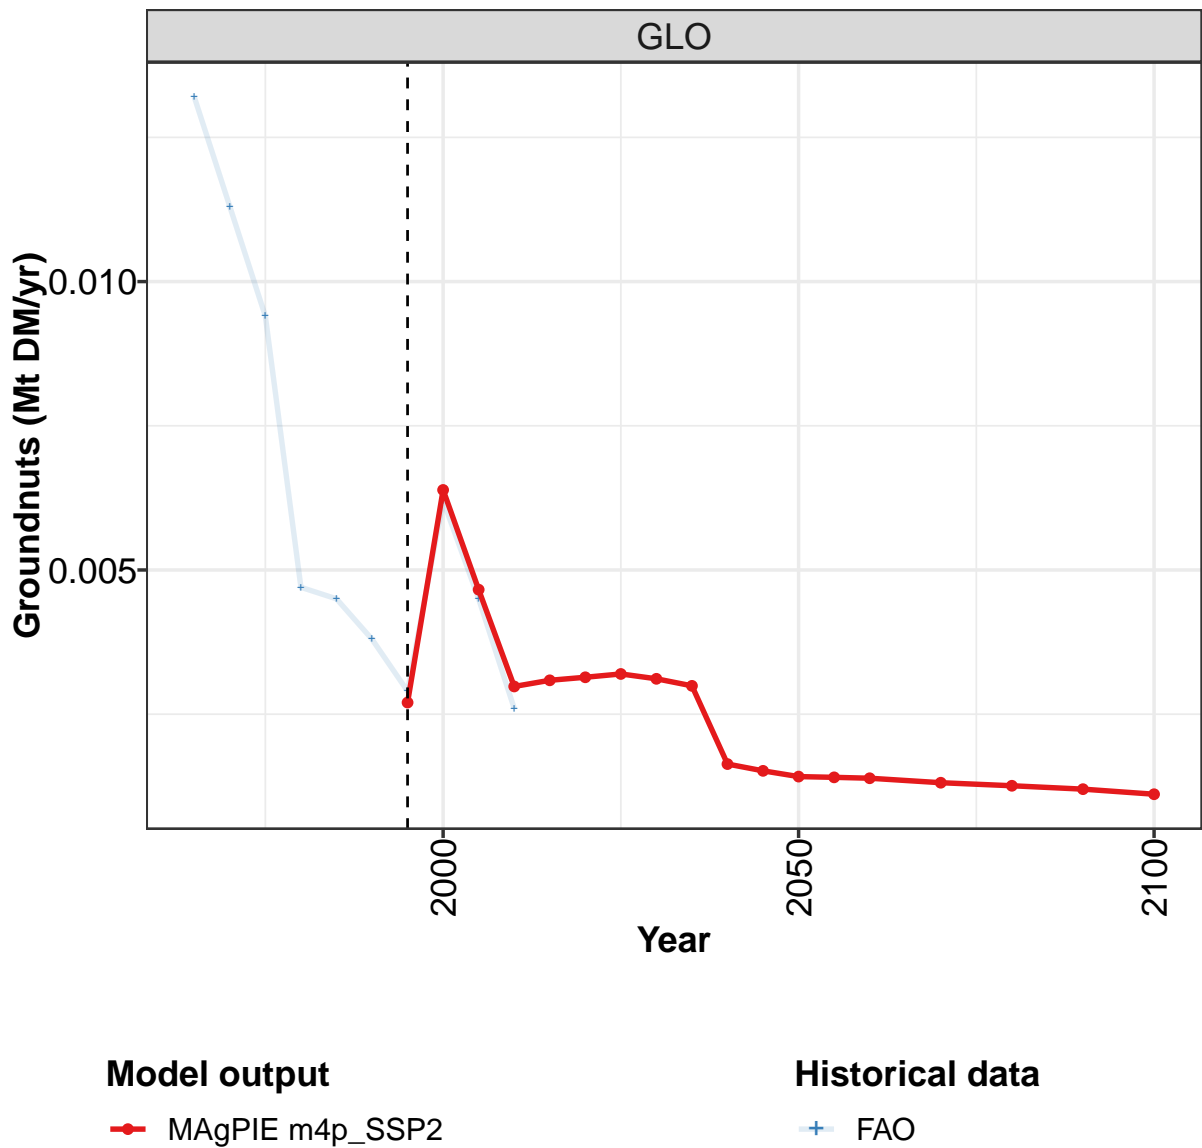 GLO
Groundnuts (Mt DM/yr)
0.010
0.005
2000
2050
2100
Year
Model output
Historical data
MAgPIE m4p_SSP2
FAO